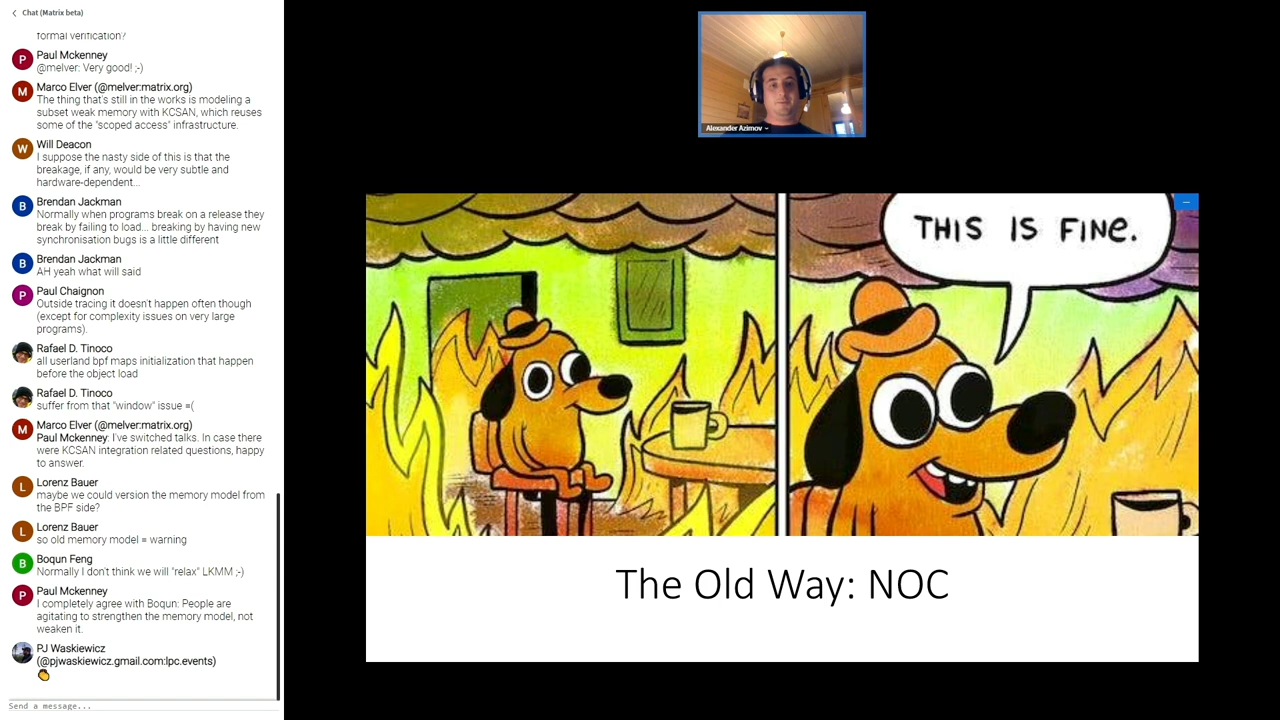 Chat (Matrix beta)
formal verification?
Paul Mckenney
@melver: Very good! ;-)
Marco Elver (@melver:matrix.org)
The thing that's still in the works is modeling a
subset weak memory with KCSAN, which reuses
some of the "scoped access" infrastructure.
Will Deacon
I suppose the nasty side of this is that the
breakage, if any, would be very subtle and
hardware-dependent...
Brendan Jackman
Normally when programs break on a release they
break by failing to load... breaking by having new
synchronisation bugs is a little different
Brendan Jackman
AH yeah what will said
Paul Chaignon
Outside tracing it doesn't happen often though
(except for complexity issues on very large
programs).
Rafael D. Tinoco
all userland bpf maps initialization that happen
before the object load
Rafael D. Tinoco
suffer from that "window" issue =(
Marco Elver (@melver:matrix.org)
Paul Mckenney: I've switched talks. In case there
were KCSAN integration related questions, happy
to answer.
Lorenz Bauer
maybe we could version the memory model from
the BPF side?
Lorenz Bauer
so old memory model = warning
Boqun Feng
Normally I don't think we will "relax" LKMM ;-)
Paul Mckenney
I completely agree with Boqun: People are
agitating to strengthen the memory model, not
weaken it.
PJ Waskiewicz
(@pjwaskiewicz.gmail.com:lpc.events)
Send a message...
P
M
W
B
B
P
M
L
L
B
P
Alexander Azimov
THIS IS FINE.
The Old Way: NOC